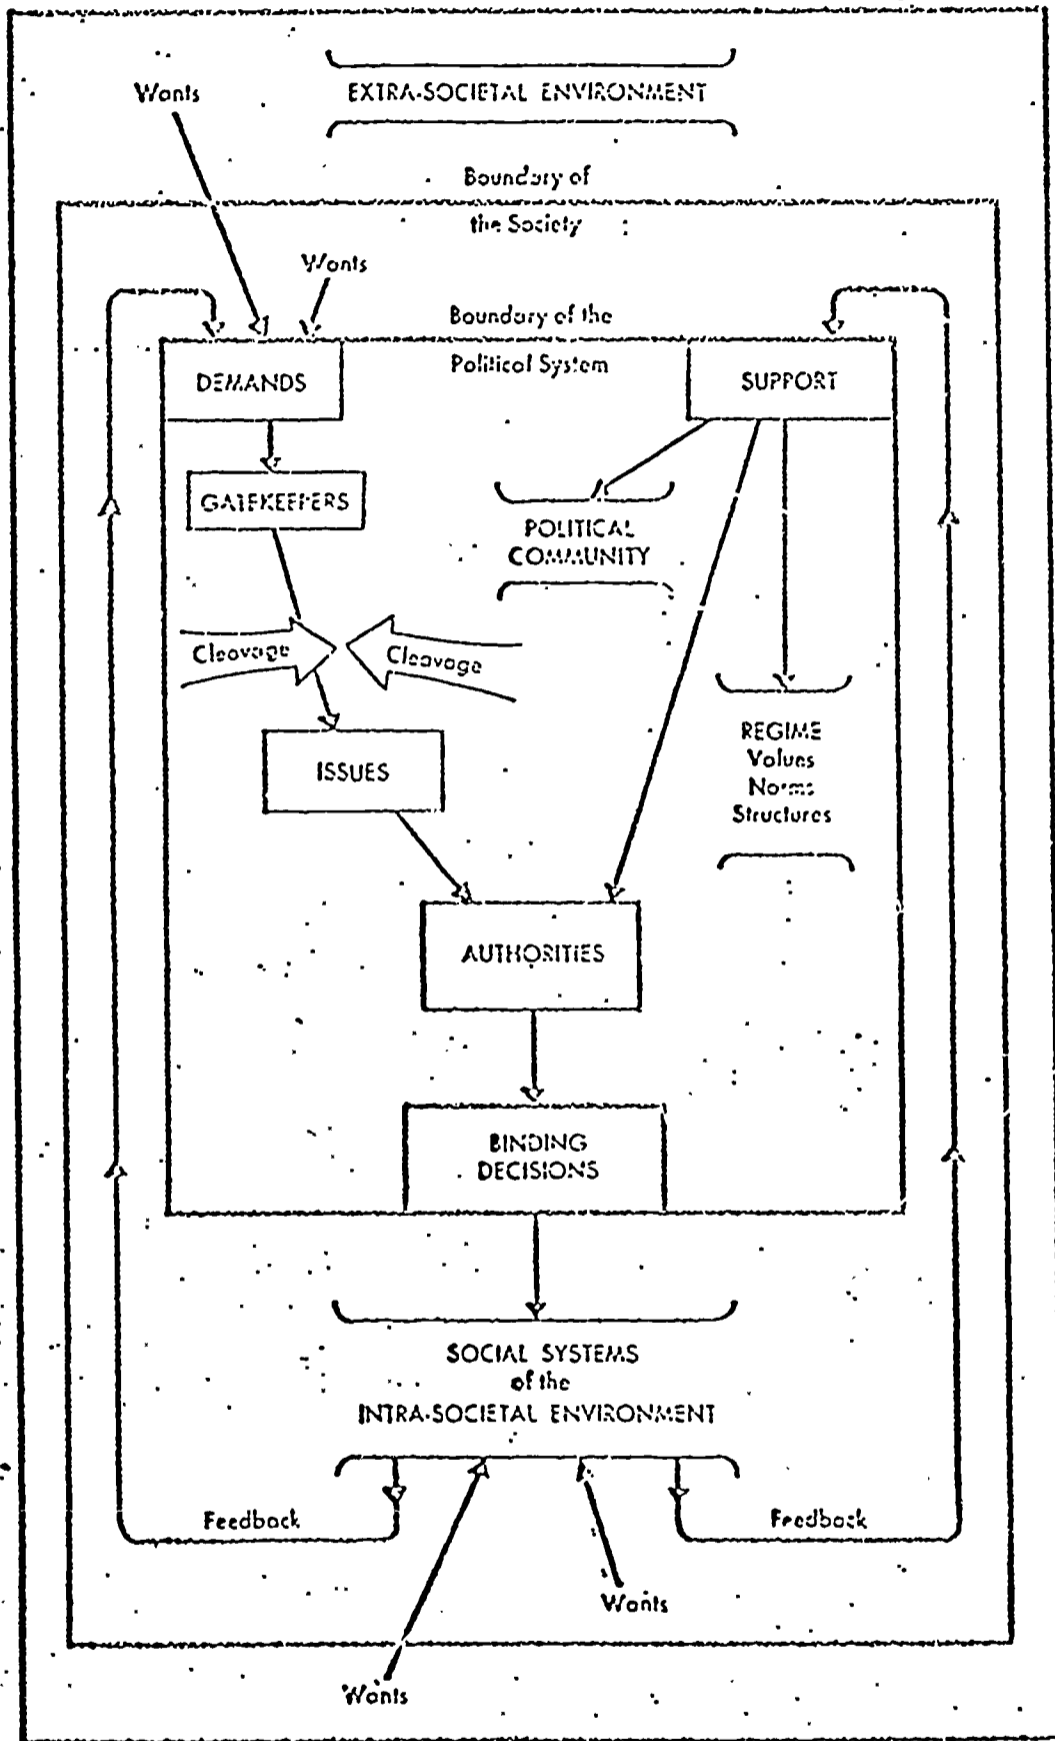 Wants
EXTRA-SOCIETAL ENVIRONMENT
Boundary of
the Society
Wants
Boundary of the
Political System
DEMANDS
SUPPORT
GATEKEEPERS
POLITICAL
COMMUNITY
Cleavage
Cleavage
REGIME
Values
Norms
Structures
ISSUES
AUTHORITIES
BINDING
DECISIONS
SOCIAL SYSTEMS
of the
INTRA-SOCIETAL ENVIRONMENT
Feedback
Feedback
Wants
Wants